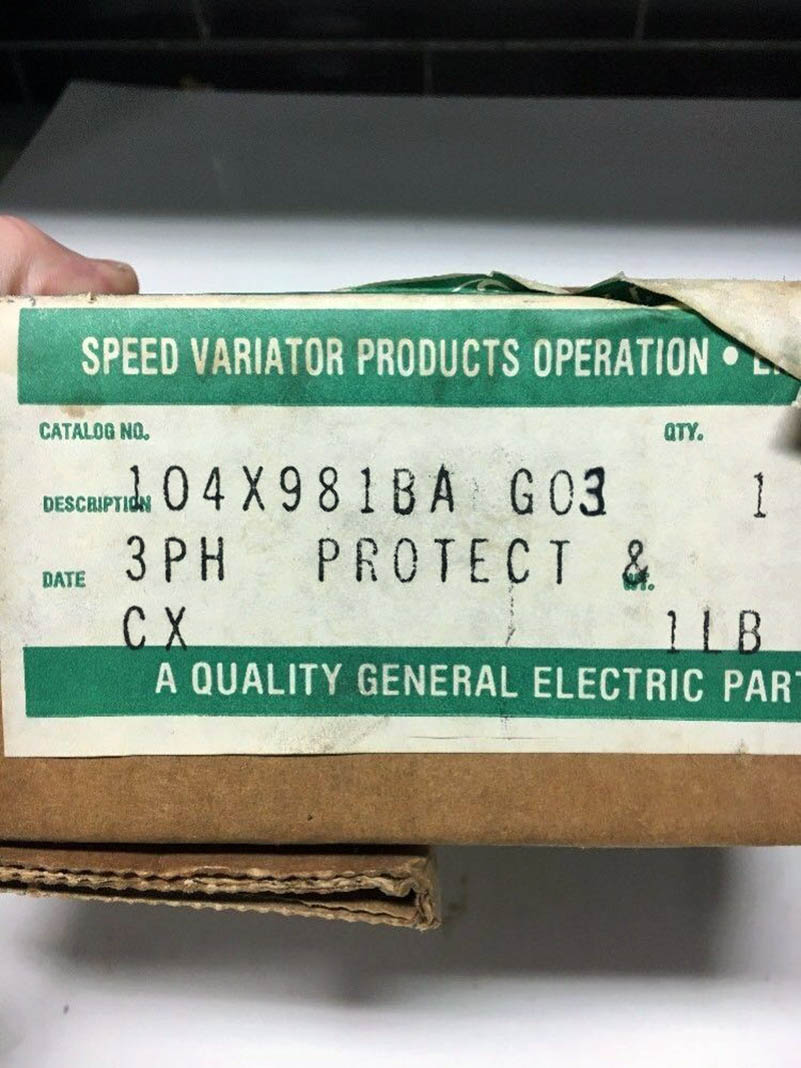 SPEED VARIATOR PRODUCTS OPERATION •
CATALOG NO. QTY.
104X981BA G03 1
DESCRIPTION
3PH PROTECT &
DATE WT.
CX 1LB
A QUALITY GENERAL ELECTRIC PART